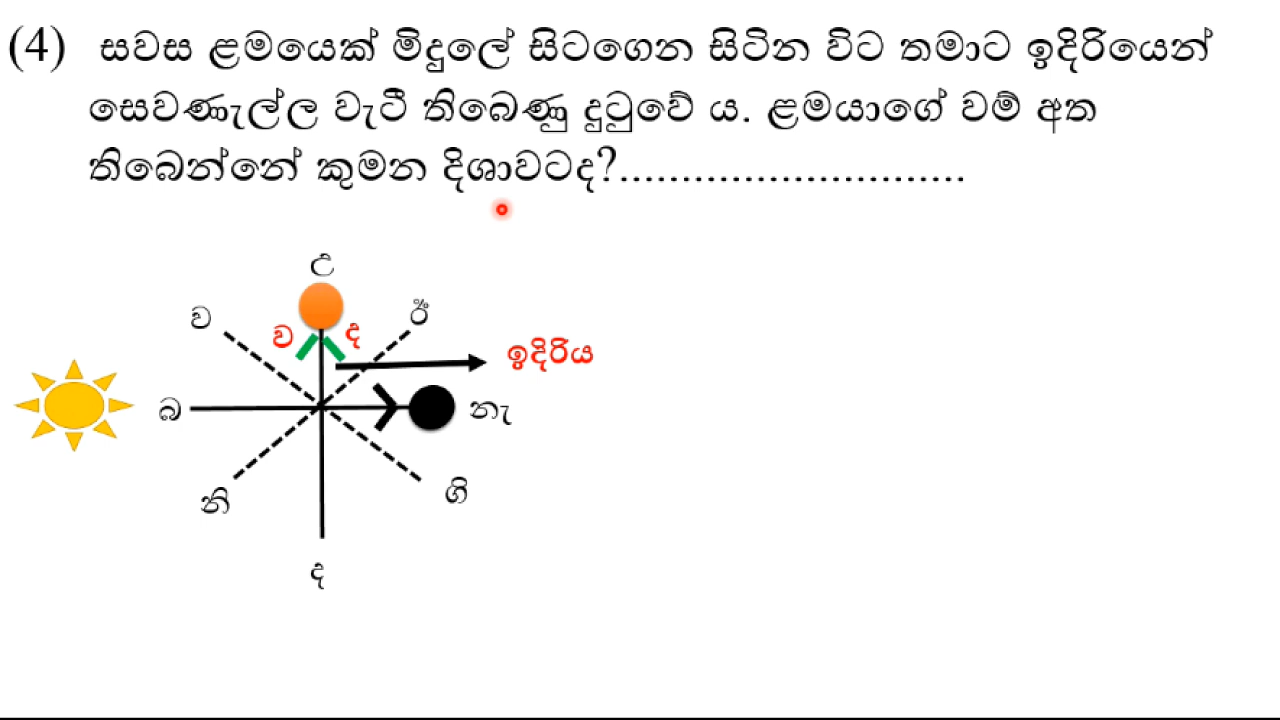 (4) සවස ළමයෙක් මිදුලේ සිටගෙන සිටින විට තමාට ඉදිරියෙන්
සෙවණැල්ල වැටී තිබෙණු දුටුවේ ය. ළමයාගේ වම් අත
තිබෙන්නේ කුමන දිශාවටද?............................
උ
ව
ඊ
ව
ද
ඉදිරිය
බ
නැ
නි
ගි
ද